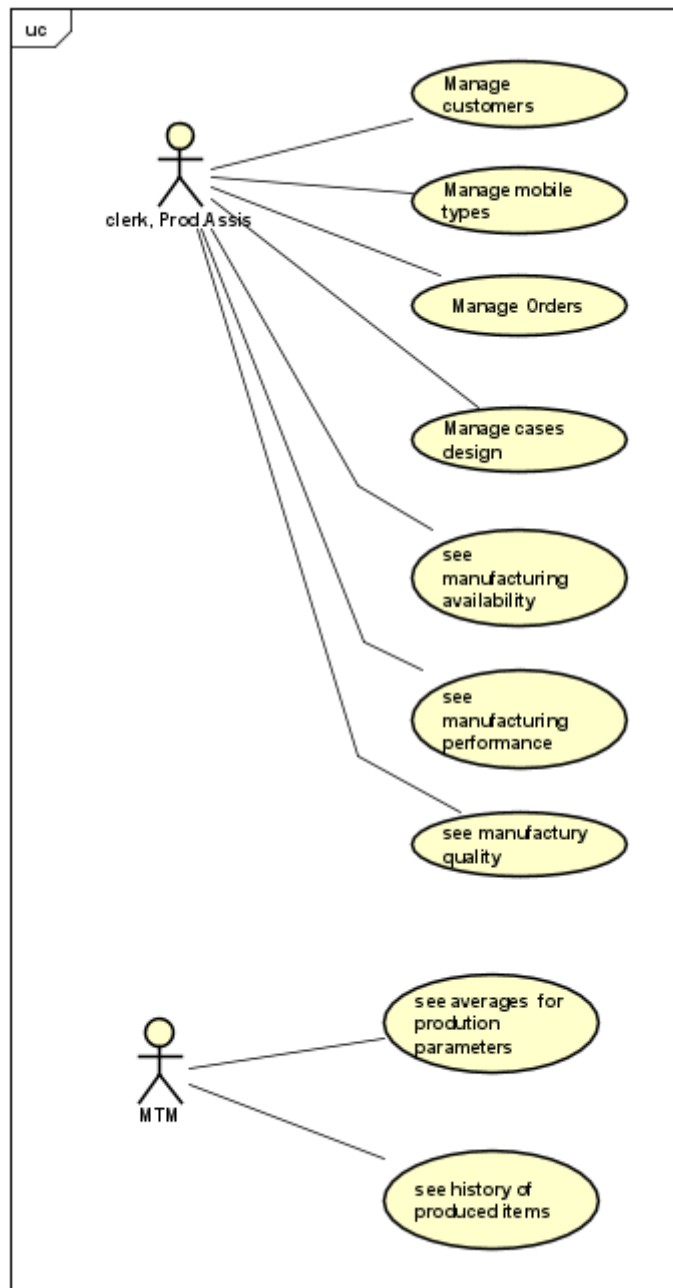 uc
Manage
customers
clerk, Prod.Assis
Manage mobile
types
Manage Orders
Manage cases
design
see
manufacturing
availability
see
manufacturing
performance
see manufactury
quality
see averages for
prodution
parameters
MTM
see history of
produced items